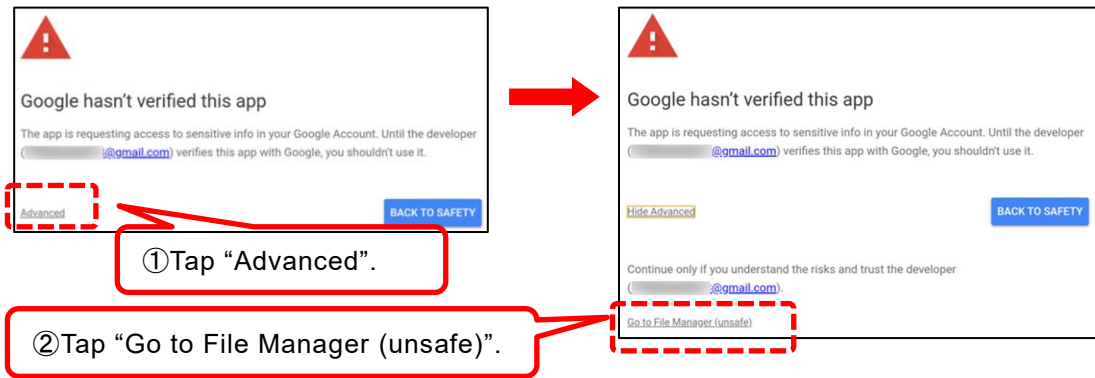 Google hasn't verified this app
The app is requesting access to sensitive info in your Google Account. Until the developer
(@gmail.com) verifies this app with Google, you shouldn't use it.
Advanced
BACK TO SAFETY
①Tap “Advanced”.
②Tap “Go to File Manager (unsafe)”.
Google hasn't verified this app
The app is requesting access to sensitive info in your Google Account. Until the developer
(@gmail.com) verifies this app with Google, you shouldn't use it.
Hide Advanced
BACK TO SAFETY
Continue only if you understand the risks and trust the developer
(@gmail.com).
Go to File Manager (unsafe)